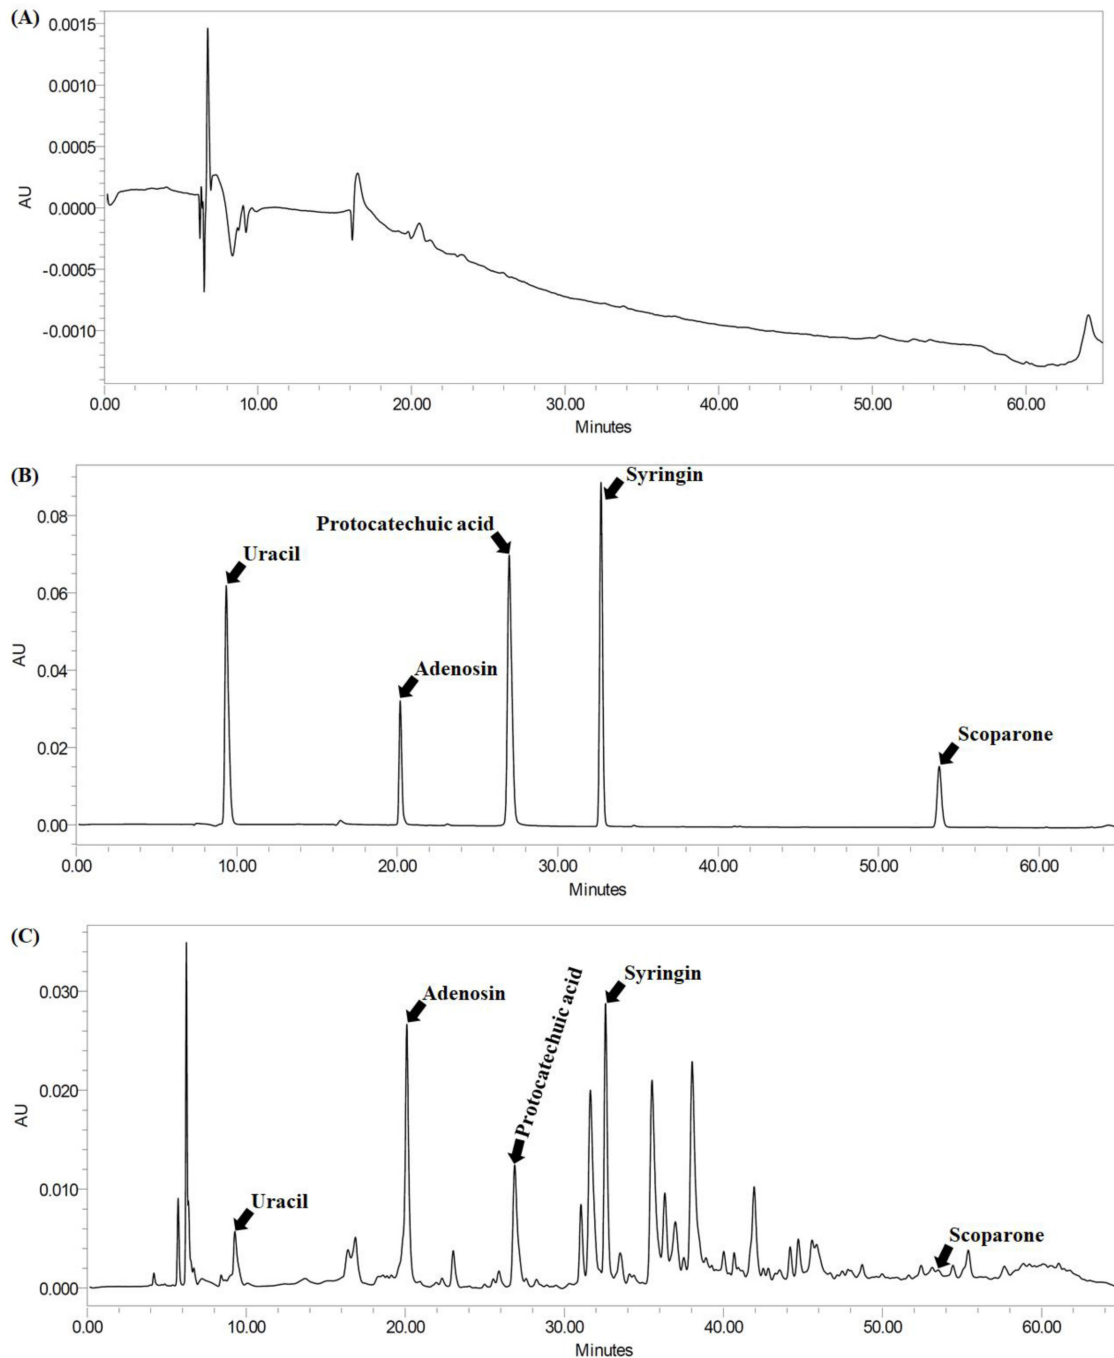 (A)
0.0015
0.0010
0.0005
0.0000
-0.0005
-0.0010
AU
0.00 10.00 20.00 30.00 40.00 50.00 60.00
Minutes
(B)
Syringin
Protocatechuic acid
Uracil
Adenosin
Scoparone
0.08
0.06
0.04
0.02
0.00
AU
0.00 10.00 20.00 30.00 40.00 50.00 60.00
Minutes
(C)
Adenosin
Protocatechuic acid
Syringin
Uracil
Scoparone
0.030
0.020
0.010
0.000
AU
0.00 10.00 20.00 30.00 40.00 50.00 60.00
Minutes